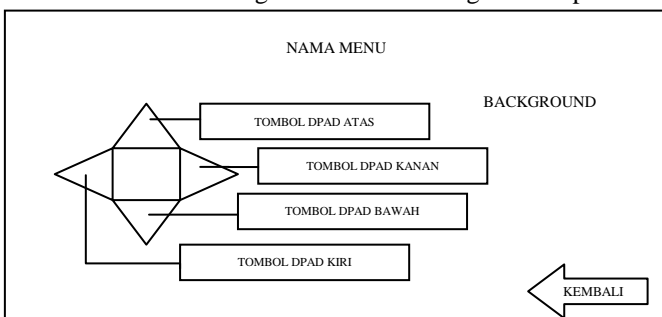 NAMA MENU
BACKGROUND
TOMBOL DPAD ATAS
TOMBOL DPAD KANAN
TOMBOL DPAD BAWAH
TOMBOL DPAD KIRI
KEMBALI